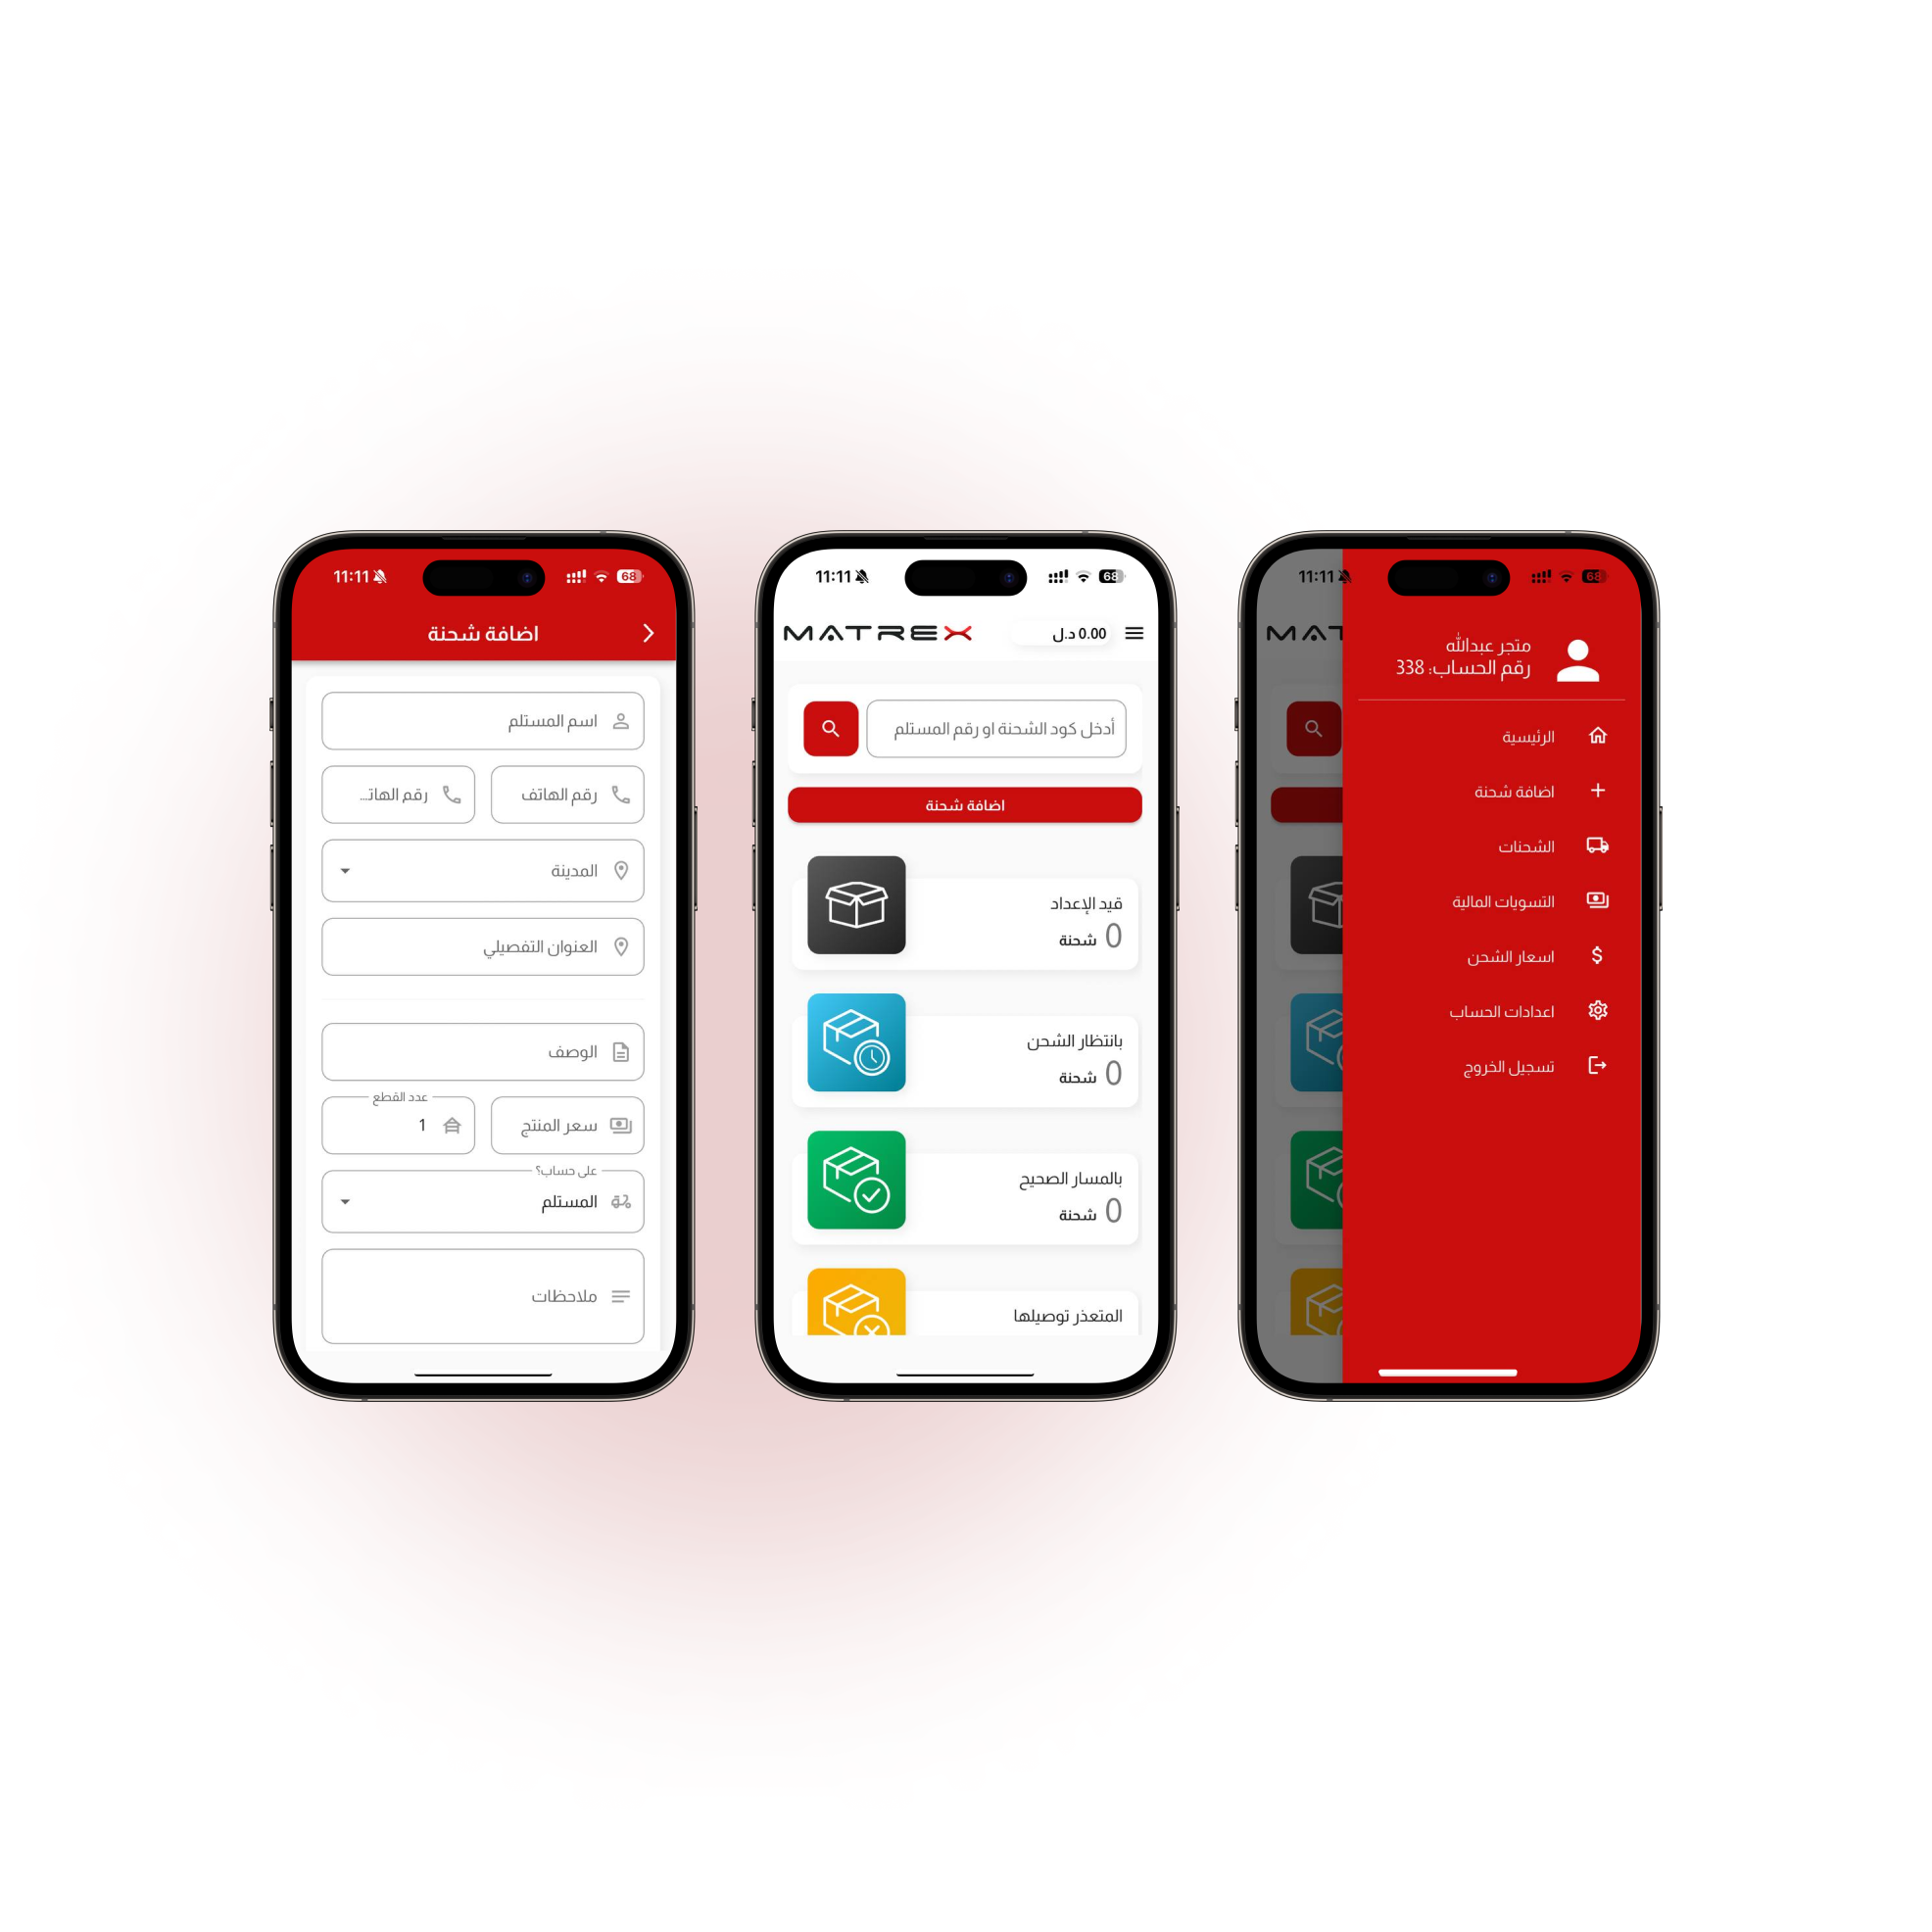 11:11
68
اضافة شحنة
اسم المستلم
رقم الهاتف
رقم الهاتـ...
المدينة
العنوان التفصيلي
الوصف
سعر المنتج
عدد القطع
1
على حساب؟
المستلم
ملاحظات
11:11
68
MATREX
0.00 د.ل
أدخل كود الشحنة او رقم المستلم
اضافة شحنة
قيد الإعداد
0 شحنة
بانتظار الشحن
0 شحنة
بالمسار الصحيح
0 شحنة
المتعذر توصيلها
11:11
68
MAT
متجر عبدالله
رقم الحساب: 338
الرئيسية
اضافة شحنة
الشحنات
التسويات المالية
اسعار الشحن
اعدادات الحساب
تسجيل الخروج